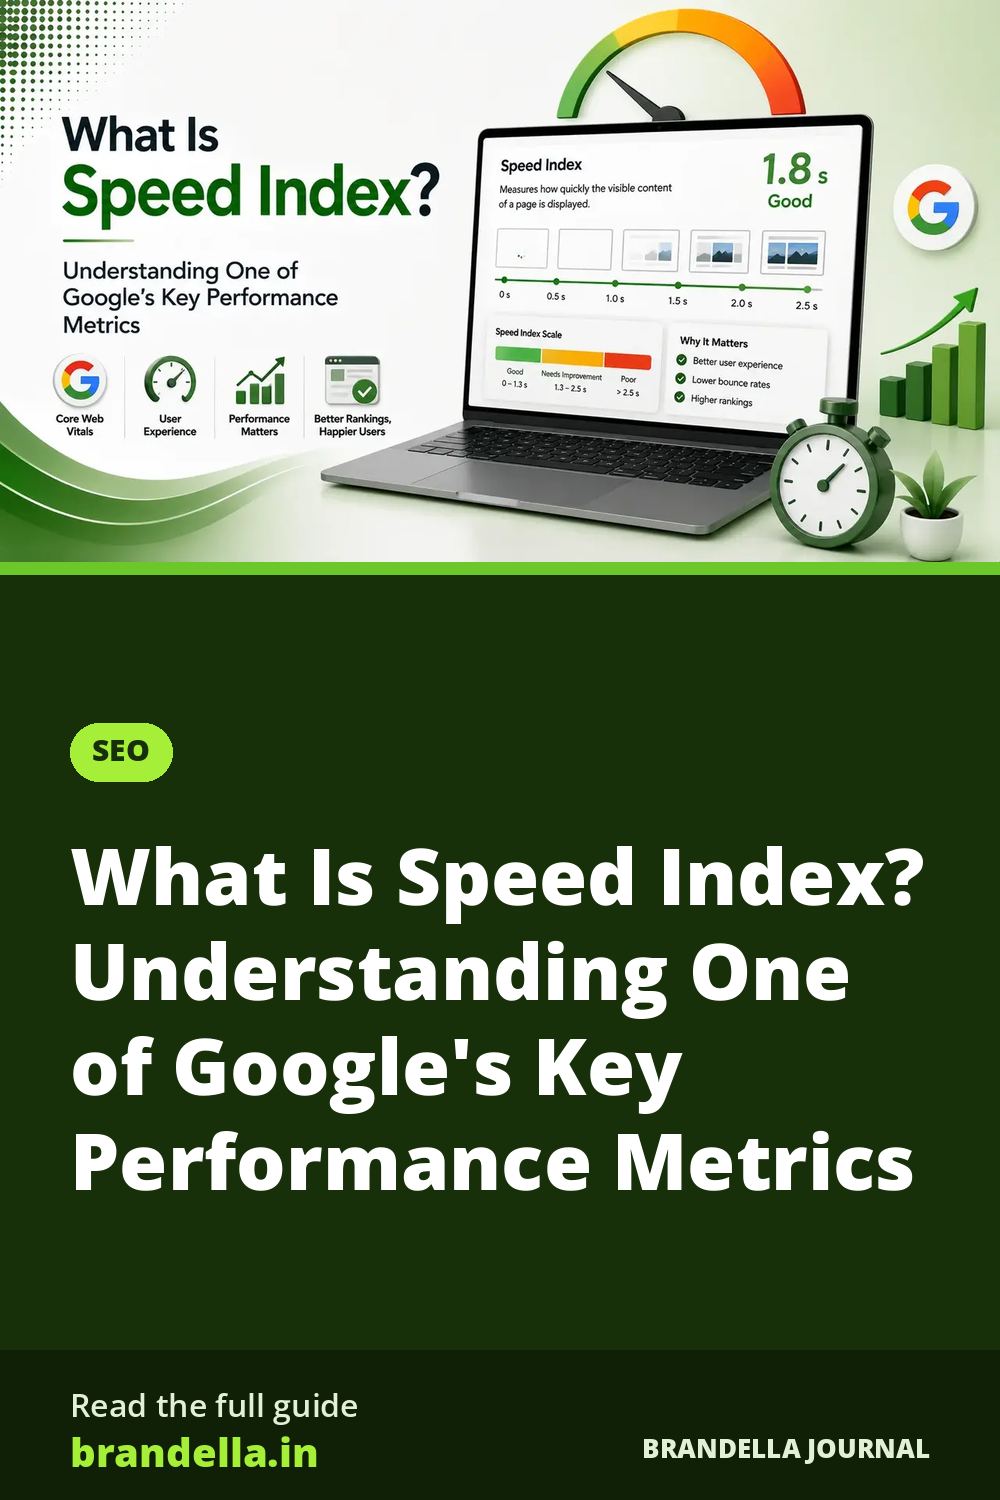 What Is
Speed Index?
Understanding One of
Google's Key Performance
Metrics
Core Web
Vitals
User
Experience
Performance
Matters
Better Rankings,
Happier Users
Speed Index
Measures how quickly the visible content
of a page is displayed.
1.8 s
Good
0 s
0.5 s
1.0 s
1.5 s
2.0 s
2.5 s
Speed Index Scale
Good
0 – 1.3 s
Needs Improvement
1.3 – 2.5 s
Poor
> 2.5 s
Why It Matters
Better user experience
Lower bounce rates
Higher rankings
SEO
What Is Speed Index?
Understanding One
of Google's Key
Performance Metrics
Read the full guide
brandella.in
BRANDELLA JOURNAL